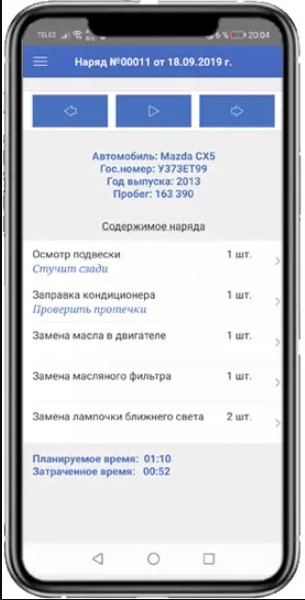 TELE2 6 % 20:04
Наряд №00011 от 18.09.2019 г.
Автомобиль: Mazda CX5
Гос.номер: У373ЕТ99
Год выпуска: 2013
Пробег: 163 390
Содержимое наряда
Осмотр подвески 1 шт.
Стучит сзади
Заправка кондиционера 1 шт.
Проверить протечки
Замена масла в двигателе 1 шт.
Замена масляного фильтра 1 шт.
Замена лампочки ближнего света 2 шт.
Планируемое время: 01:10
Затраченное время: 00:52